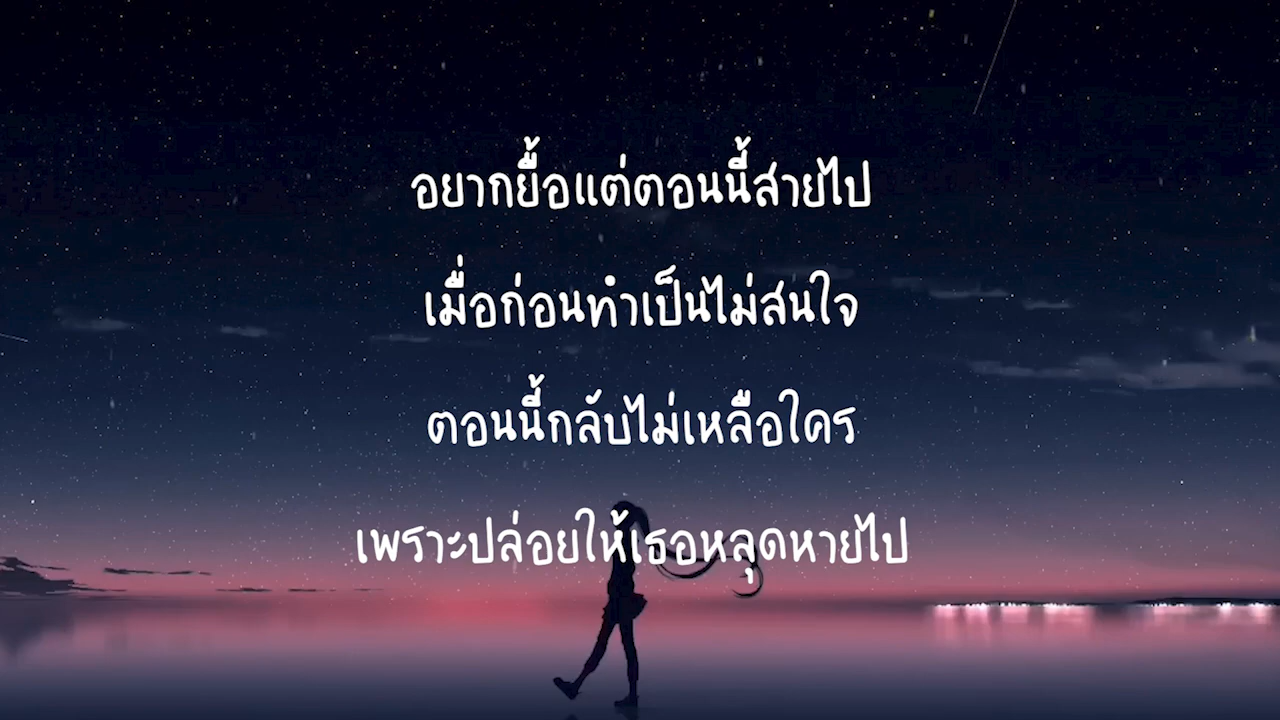 อยากยื้อแต่ตอนนี้สายไป
เมื่อก่อนทำเป็นไม่สนใจ
ตอนนี้กลับไม่เหลือใคร
เพราะปล่อยให้เธอหลุดหายไป